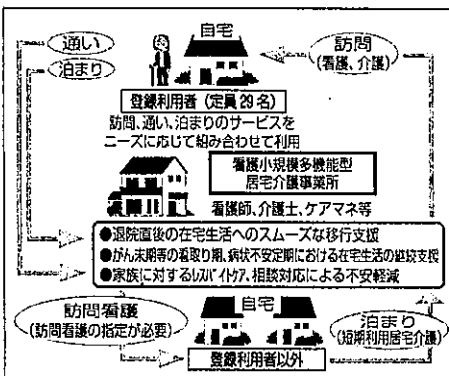 自宅
通い
泊まり
訪問
(看護、介護)
登録利用者(定員29名)
訪問、通い、泊まりのサービスを
ニーズに応じて組み合わせて利用
看護小規模多機能型
居宅介護事業所
看護師、介護士、ケアマネ等
●退院直後の在宅生活へのスムーズな移行支援
●がん末期等の看取り期、病状不安定期における在宅生活の継続支援
●家族に対するレスパイトケア、相談対応による不安軽減
訪問看護
(訪問看護の指定が必要)
自宅
登録利用者以外
泊まり
(短期利用居宅介護)